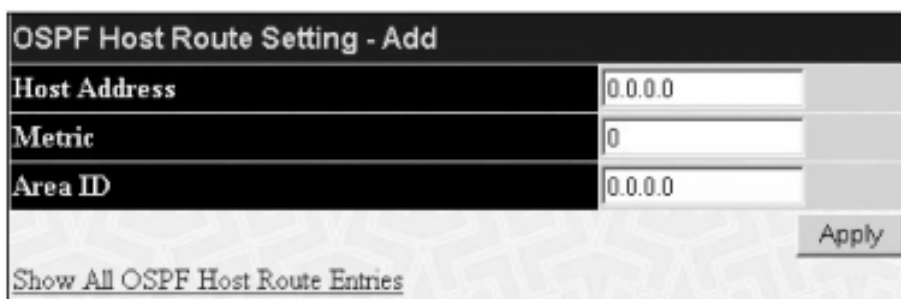 OSPF Host Route Setting - Add
Host Address 0.0.0.0
Metric 0
Area ID 0.0.0.0
Apply
Show All OSPF Host Route Entries